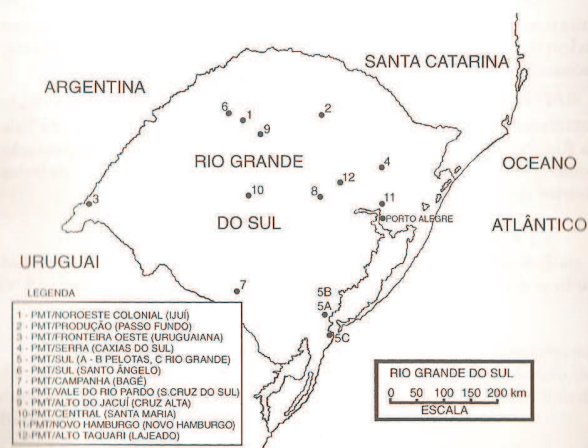 SANTA CATARINA
ARGENTINA
6
1
2
9
RIO GRANDE
OCEANO
4
12
10
8
11
3
PORTO ALEGRE
DO SUL
ATLÂNTICO
URUGUAI
7
5B
5A
5C
LEGENDA
1 - PMT/NOROESTE COLONIAL (IJUÍ)
2 - PMT/PRODUÇÃO (PASSO FUNDO)
3 - PMT/FRONTEIRA OESTE (URUGUAIANA)
4 - PMT/SERRA (CAXIAS DO SUL)
5 - PMT/SUL (A - B PELOTAS, C RIO GRANDE)
6 - PMT/SUL (SANTO ÂNGELO)
7 - PMT/CAMPANHA (BAGÉ)
8 - PMT/VALE DO RIO PARDO (S.CRUZ DO SUL)
9 - ALTO DO JACUÍ (CRUZ ALTA)
10-PMT/CENTRAL (SANTA MARIA)
11-PMT/NOVO HAMBURGO (NOVO HAMBURGO)
12-PMT/ALTO TAQUARI (LAJEADO)
RIO GRANDE DO SUL
0 50 100 150 200 km
ESCALA